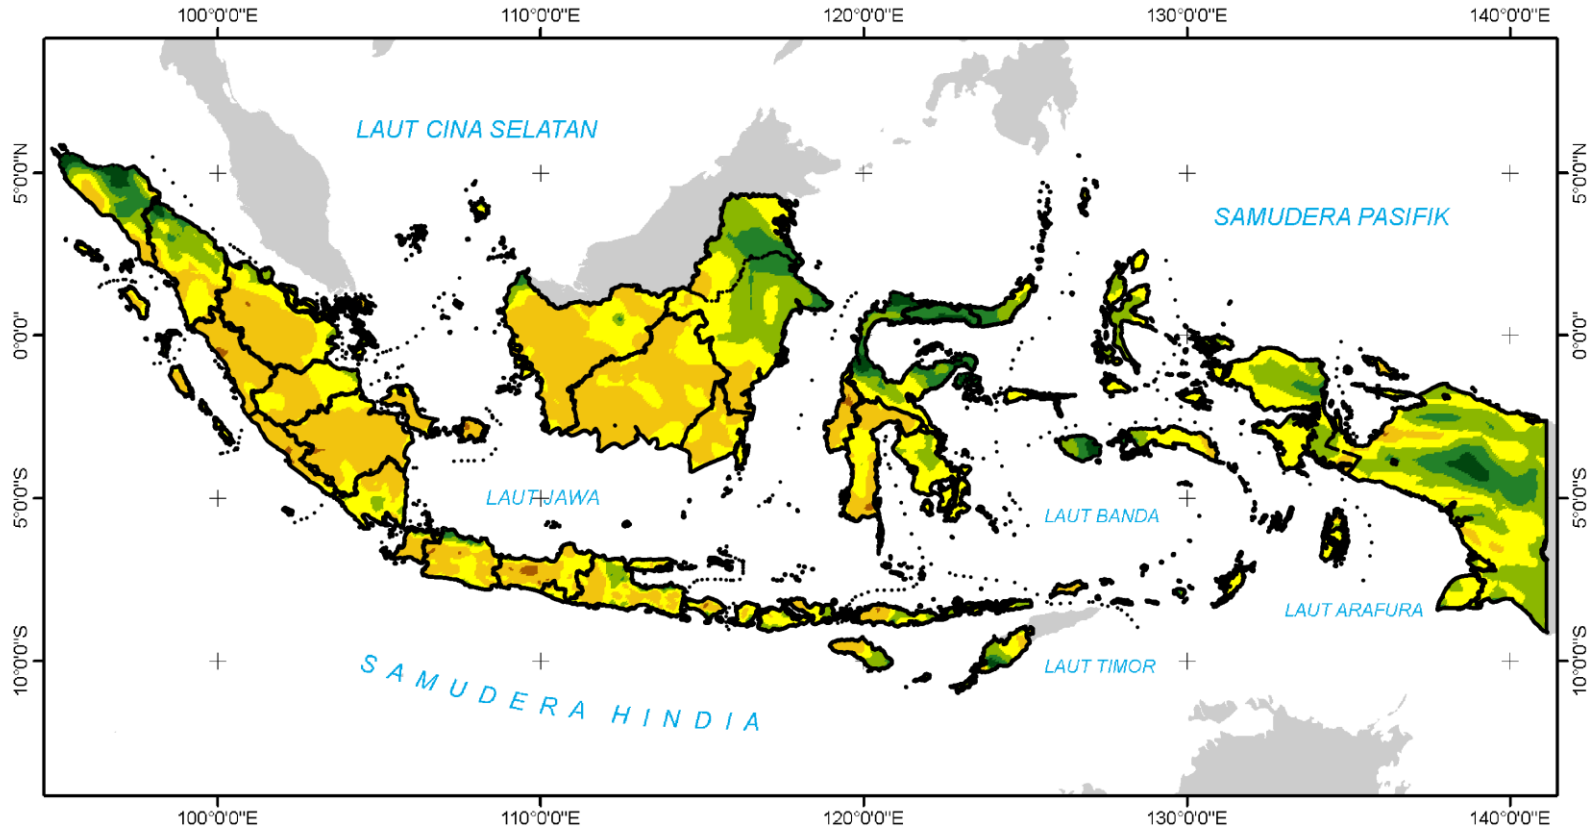 100°0'0"E 110°0'0"E 120°0'0"E 130°0'0"E 140°0'0"E
LAUT CINA SELATAN
5°0'0"N 5°0'0"N
SAMUDERA PASIFIK
0°0'0" 0°0'0"
LAUT JAWA
5°0'0"S 5°0'0"S
LAUT BANDA
LAUT ARAFURA
10°0'0"S 10°0'0"S
LAUT TIMOR
SAMUDERA HINDIA
100°0'0"E 110°0'0"E 120°0'0"E 130°0'0"E 140°0'0"E